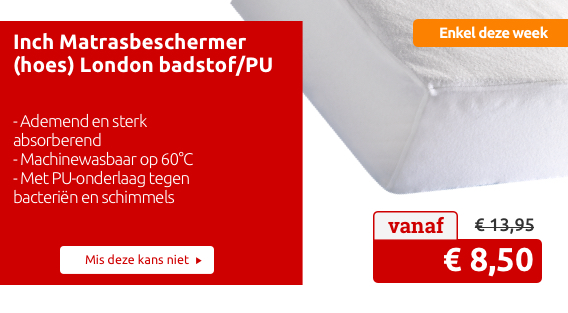 Inch Matrasbeschermer
(hoes) London badstof/PU
- Ademend en sterk
absorberend
- Machinewasbaar op 60°C
- Met PU-onderlaag tegen
bacteriën en schimmels
Mis deze kans niet
Enkel deze week
vanaf
€ 13,95
€ 8,50